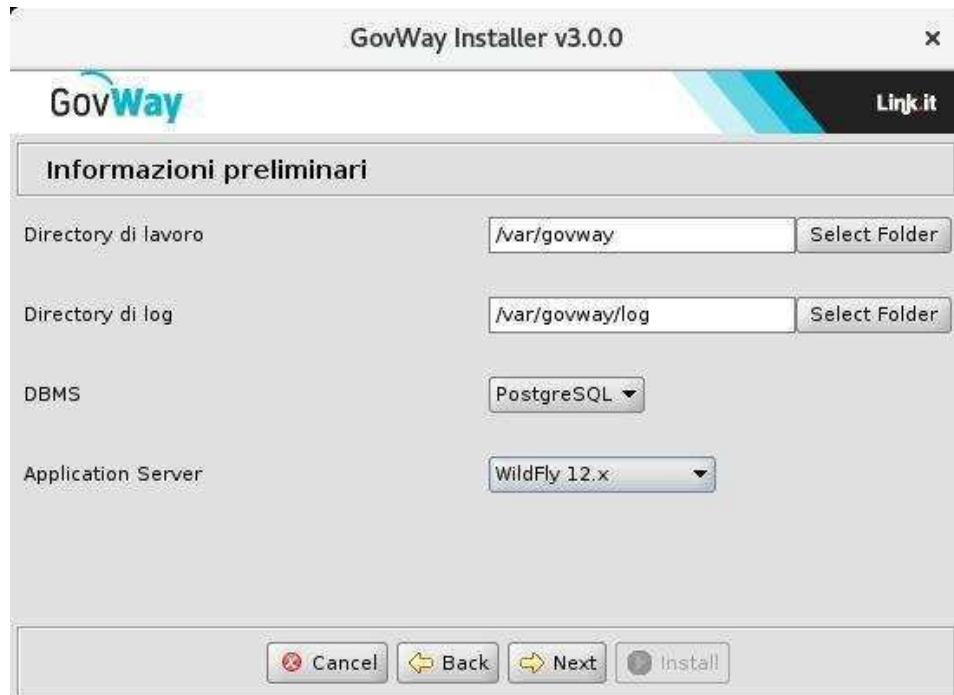 GovWay Installer v3.0.0
GovWay
Link.it
Informazioni preliminari
Directory di lavoro /var/govway Select Folder
Directory di log /var/govway/log Select Folder
DBMS PostgreSQL
Application Server WildFly 12.x
Cancel Back Next Install